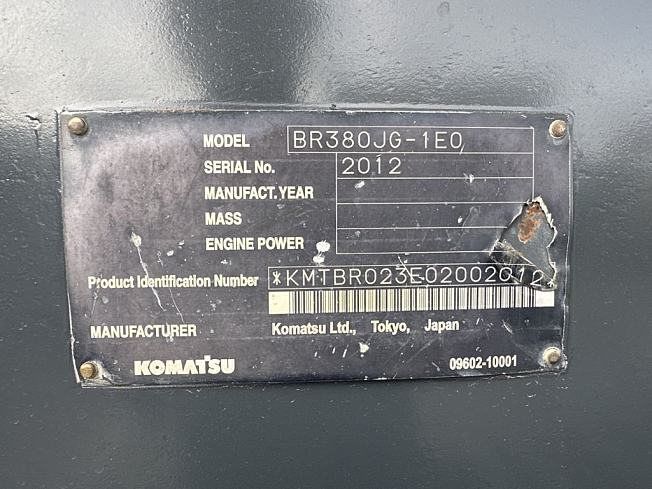 MODEL BR380JG-1E0
SERIAL No. 2012
MANUFACT.YEAR
MASS
ENGINE POWER
Product Identification Number *KMTBR023E02002012*
MANUFACTURER Komatsu Ltd., Tokyo, Japan
KOMATSU 09602-10001